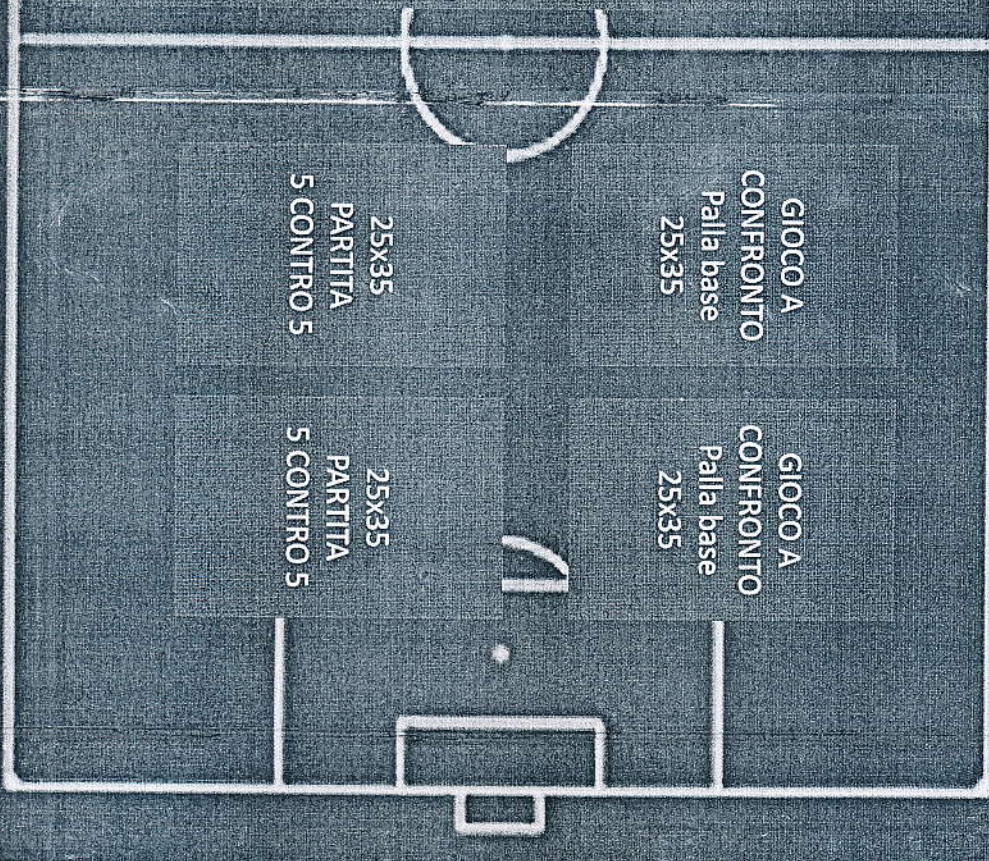 GIOCO A
CONFRONTO
Palla base
25x35
GIOCO A
CONFRONTO
Palla base
25x35
25x35
PARTITA
5 CONTRO 5
25x35
PARTITA
5 CONTRO 5